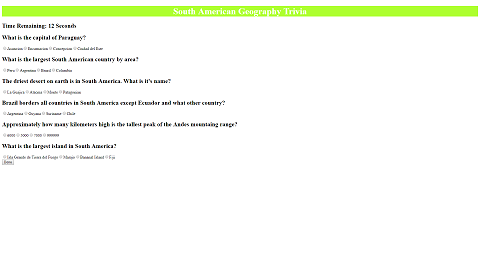 South American Geography Trivia
Time Remaining: 12 Seconds
What is the capital of Paraguay?
Asuncion Encarnacion Concepcion Ciudad del Este
What is the largest South American country by area?
Peru Argentina Brazil Colombia
The driest desert on earth is in South America. What is it's name?
La Guajira Atacama Monte Patagonian
Brazil borders all countries in South America except Ecuador and what other country?
Argentina Guyana Suriname Chile
Approximately how many kilometers high is the tallest peak of the Andes mountaing range?
6000 5000 7000
What is the largest island in South America?
Isla Grande de Tierra del Fuego Marajo Bananal Island Fiji
Done